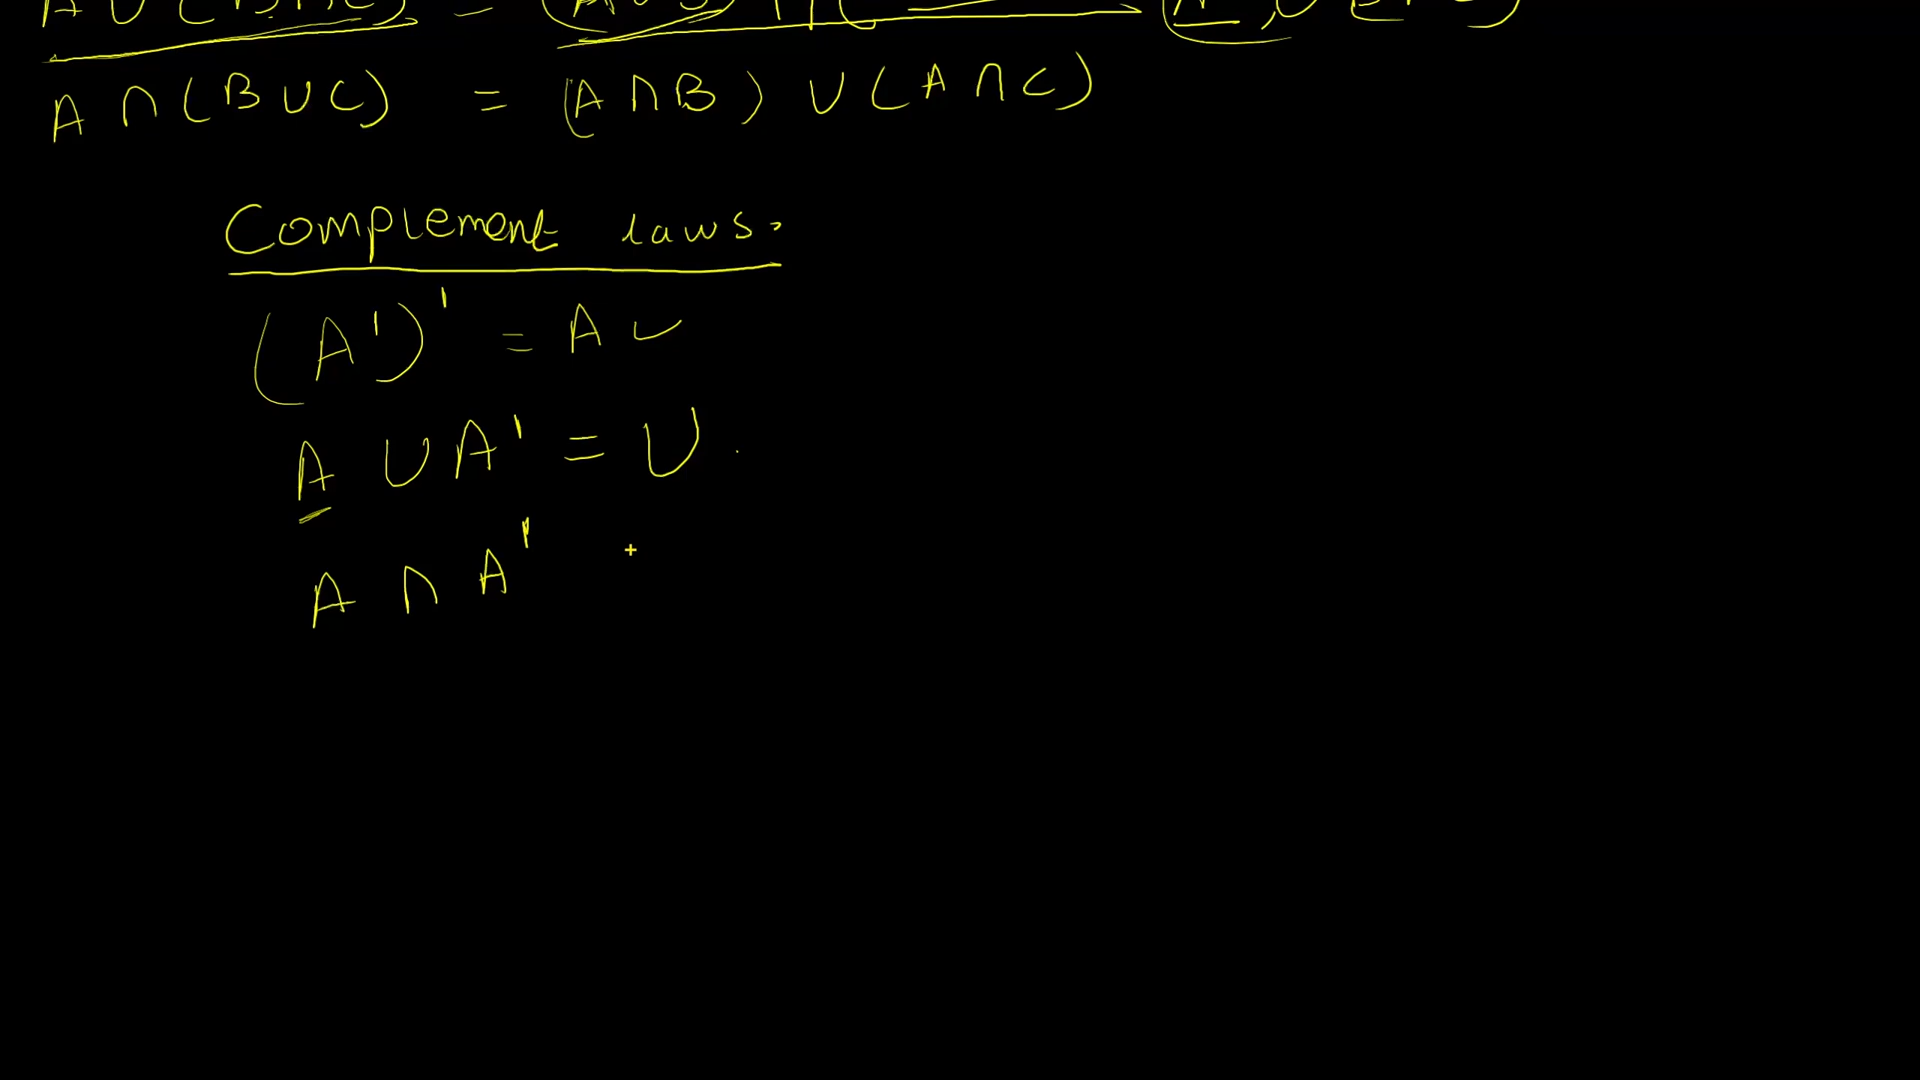 A ∪ (B ∩ C) = (A ∪ B) ∩ (
A ∩ (B ∪ C) = (A ∩ B) ∪ (A ∩ C)
Complement laws.
(A')' = A
A ∪ A' = U.
A ∩ A'